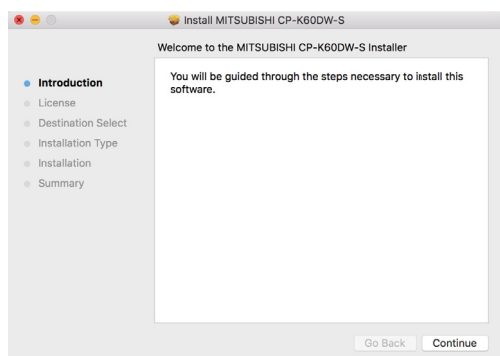 Install MITSUBISHI CP-K60DW-S
Welcome to the MITSUBISHI CP-K60DW-S Installer
Introduction
License
Destination Select
Installation Type
Installation
Summary
You will be guided through the steps necessary to install this
software.
Go Back
Continue